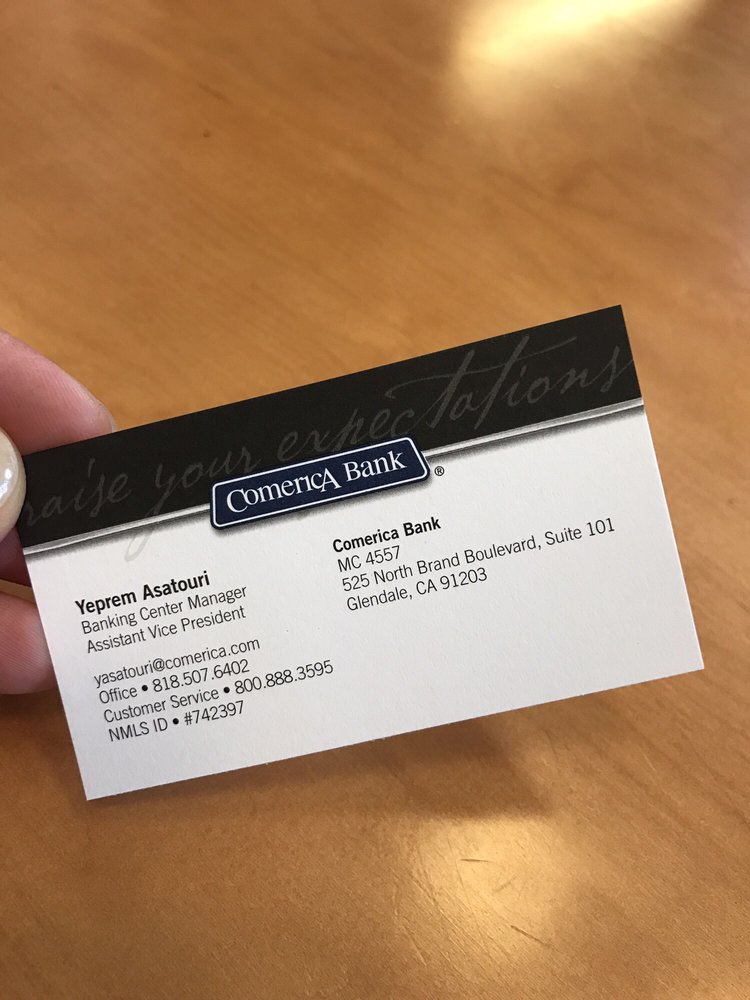 raise your expectations
Comerica Bank ®
Yeprem Asatouri
Banking Center Manager
Assistant Vice President
yasatouri@comerica.com
Office • 818.507.6402
Customer Service • 800.888.3595
NMLS ID • #742397
Comerica Bank
MC 4557
525 North Brand Boulevard, Suite 101
Glendale, CA 91203